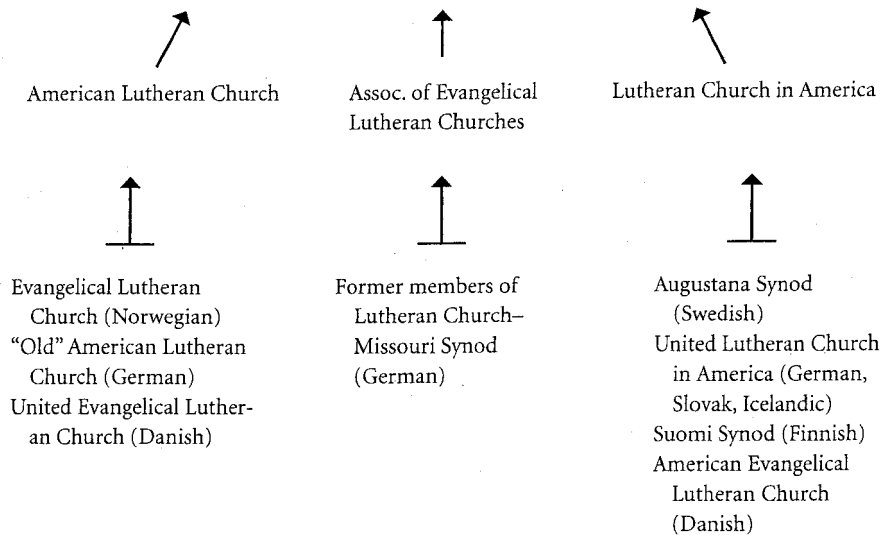 American Lutheran Church
Assoc. of Evangelical
Lutheran Churches
Lutheran Church in America
Evangelical Lutheran
Church (Norwegian)
"Old" American Lutheran
Church (German)
United Evangelical Luther-
an Church (Danish)
Former members of
Lutheran Church–
Missouri Synod
(German)
Augustana Synod
(Swedish)
United Lutheran Church
in America (German,
Slovak, Icelandic)
Suomi Synod (Finnish)
American Evangelical
Lutheran Church
(Danish)